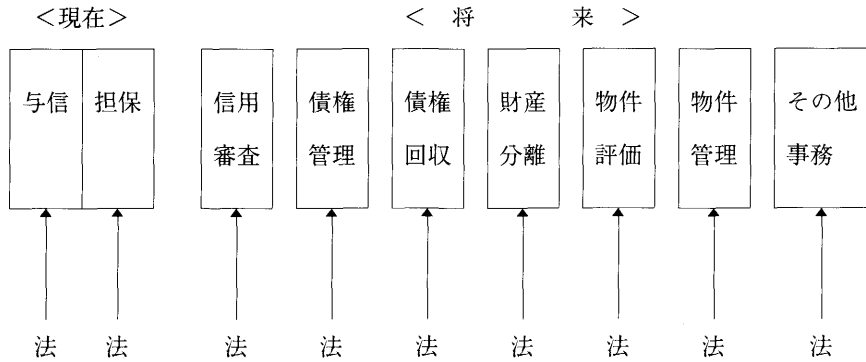 ＜現在＞ ＜ 将 来 ＞
与信 担保 信用 債権 債権 財産 物件 物件 その他
審査 管理 回収 分離 評価 管理 事務
法 法 法 法 法 法 法 法 法